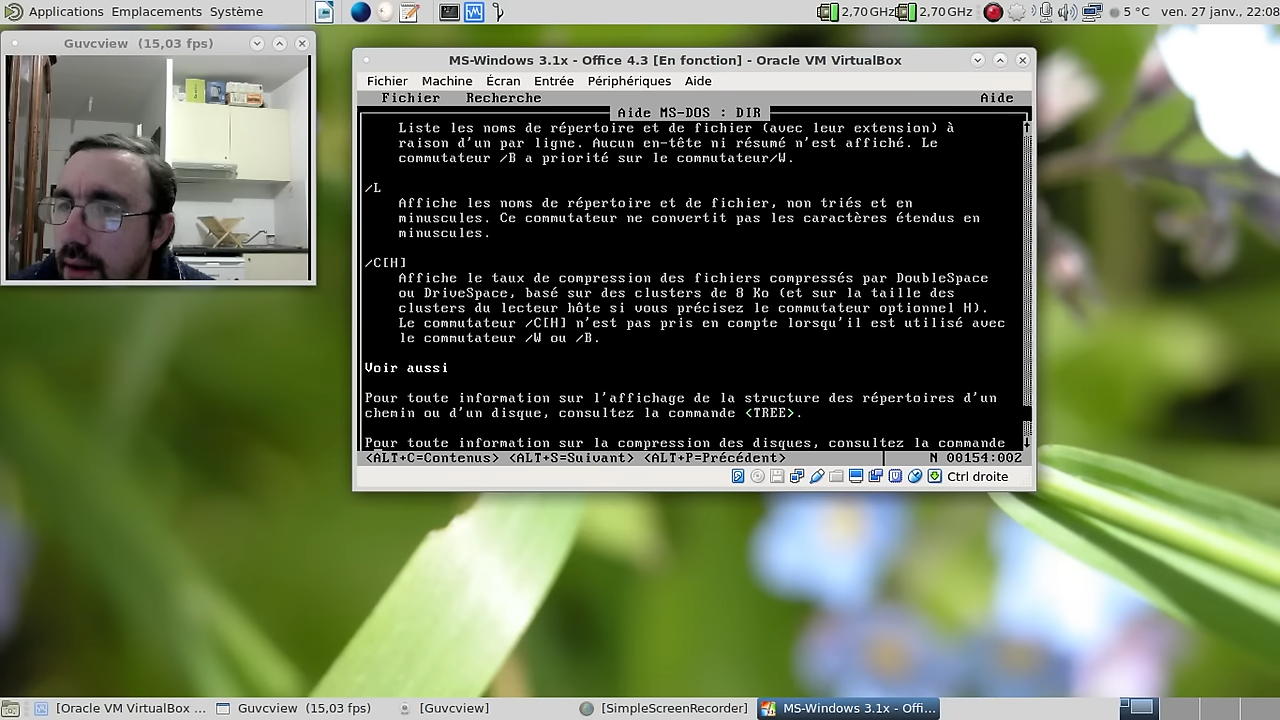 Applications Emplacements Système
2,70 GHz 2,70 GHz 5 °C ven. 27 janv., 22:08
Guvcview (15,03 fps)
MS-Windows 3.1x - Office 4.3 [En fonction] - Oracle VM VirtualBox
Fichier Machine Écran Entrée Périphériques Aide
Fichier Recherche Aide
Aide MS-DOS : DIR
Liste les noms de répertoire et de fichier (avec leur extension) à
raison d'un par ligne. Aucun en-tête ni résumé n'est affiché. Le
commutateur /B a priorité sur le commutateur/W.
/L
Affiche les noms de répertoire et de fichier, non triés et en
minuscules. Ce commutateur ne convertit pas les caractères étendus en
minuscules.
/C[H]
Affiche le taux de compression des fichiers compressés par DoubleSpace
ou DriveSpace, basé sur des clusters de 8 Ko (et sur la taille des
clusters du lecteur hôte si vous précisez le commutateur optionnel H).
Le commutateur /C[H] n'est pas pris en compte lorsqu'il est utilisé avec
le commutateur /W ou /B.
Voir aussi
Pour toute information sur l'affichage de la structure des répertoires d'un
chemin ou d'un disque, consultez la commande <TREE>.
Pour toute information sur la compression des disques, consultez la commande
<ALT+C=Contenus> <ALT+S=Suivant> <ALT+P=Précédent> N 00154:002
Ctrl droite
[Oracle VM VirtualBox ... Guvcview (15,03 fps) [Guvcview] [SimpleScreenRecorder] MS-Windows 3.1x - Offi...